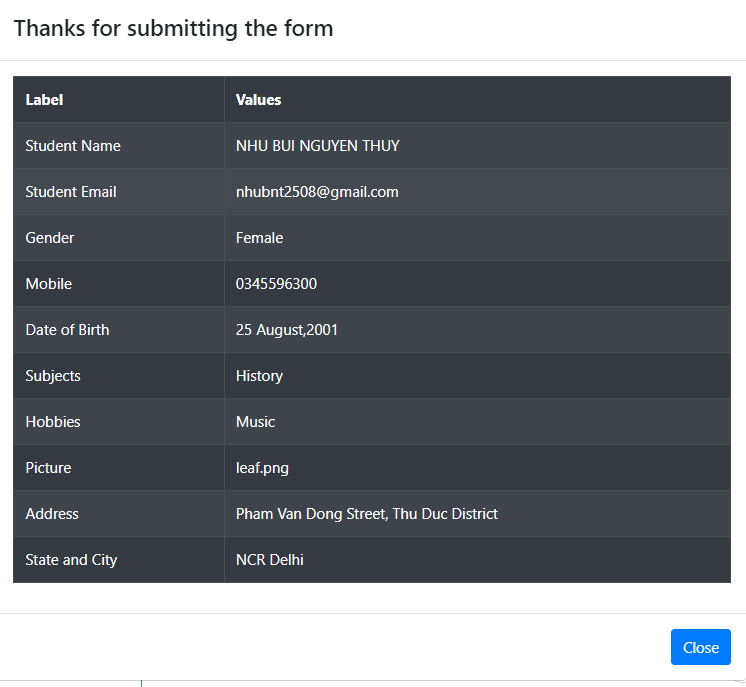 Thanks for submitting the form
Label Values
Student Name NHU BUI NGUYEN THUY
Student Email nhubnt2508@gmail.com
Gender Female
Mobile 0345596300
Date of Birth 25 August,2001
Subjects History
Hobbies Music
Picture leaf.png
Address Pham Van Dong Street, Thu Duc District
State and City NCR Delhi
Close